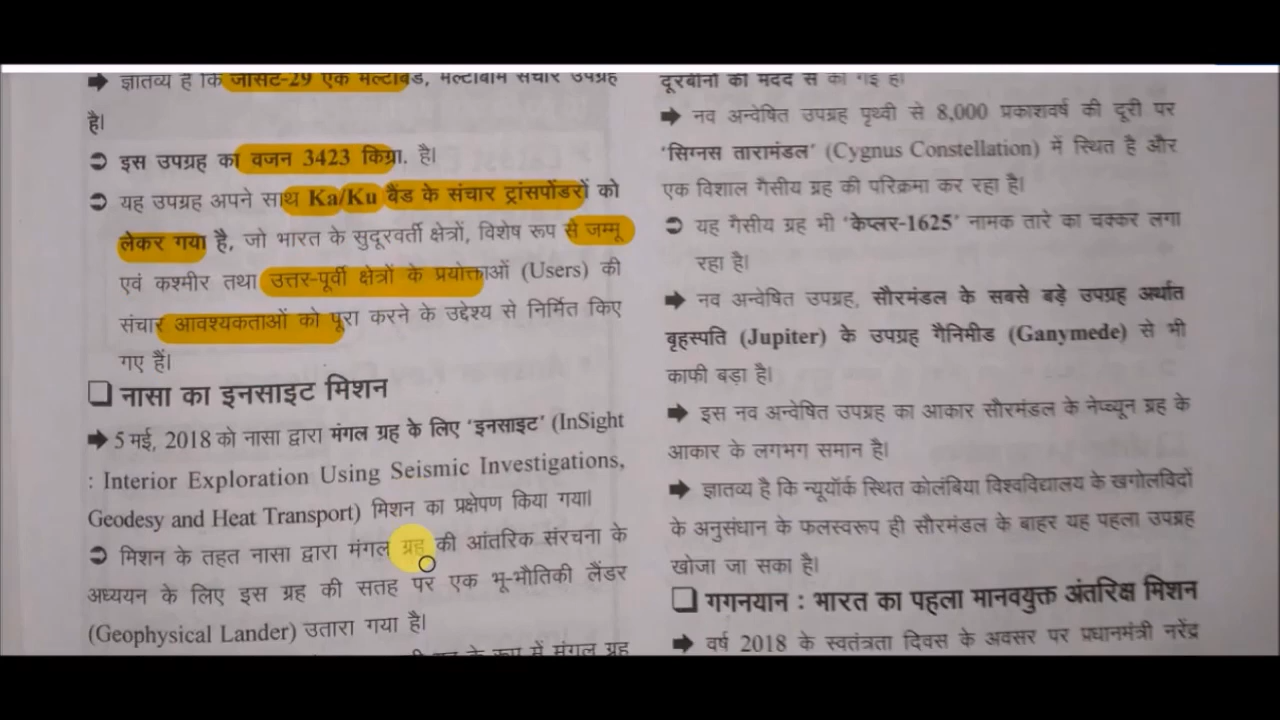 ➡ ज्ञातव्य है कि जीसैट-29 एक मल्टीबैंड, मल्टीबीम संचार उपग्रह
है।
➲ इस उपग्रह का वजन 3423 किग्रा. है।
➲ यह उपग्रह अपने साथ Ka/Ku बैंड के संचार ट्रांसपोंडरों को
लेकर गया है, जो भारत के सुदूरवर्ती क्षेत्रों, विशेष रूप से जम्मू
एवं कश्मीर तथा उत्तर-पूर्वी क्षेत्रों के प्रयोक्ताओं (Users) की
संचार आवश्यकताओं को पूरा करने के उद्देश्य से निर्मित किए
गए हैं।
❑ नासा का इनसाइट मिशन
➡ 5 मई, 2018 को नासा द्वारा मंगल ग्रह के लिए ‘इनसाइट’ (InSight
: Interior Exploration Using Seismic Investigations,
Geodesy and Heat Transport) मिशन का प्रक्षेपण किया गया।
➲ मिशन के तहत नासा द्वारा मंगल ग्रह की आंतरिक संरचना के
अध्ययन के लिए इस ग्रह की सतह पर एक भू-भौतिकी लैंडर
(Geophysical Lander) उतारा गया है।
के रूप में मंगल ग्रह
दूरबीनों की मदद से की गई है।
➡ नव अन्वेषित उपग्रह पृथ्वी से 8,000 प्रकाशवर्ष की दूरी पर
‘सिग्नस तारामंडल’ (Cygnus Constellation) में स्थित है और
एक विशाल गैसीय ग्रह की परिक्रमा कर रहा है।
➲ यह गैसीय ग्रह भी ‘केप्लर-1625’ नामक तारे का चक्कर लगा
रहा है।
➡ नव अन्वेषित उपग्रह, सौरमंडल के सबसे बड़े उपग्रह अर्थात
बृहस्पति (Jupiter) के उपग्रह गैनिमीड (Ganymede) से भी
काफी बड़ा है।
➡ इस नव अन्वेषित उपग्रह का आकार सौरमंडल के नेप्च्यून ग्रह के
आकार के लगभग समान है।
➡ ज्ञातव्य है कि न्यूयॉर्क स्थित कोलंबिया विश्वविद्यालय के खगोलविदों
के अनुसंधान के फलस्वरूप ही सौरमंडल के बाहर यह पहला उपग्रह
खोजा जा सका है।
❑ गगनयान : भारत का पहला मानवयुक्त अंतरिक्ष मिशन
➡ वर्ष 2018 के स्वतंत्रता दिवस के अवसर पर प्रधानमंत्री नरेंद्र